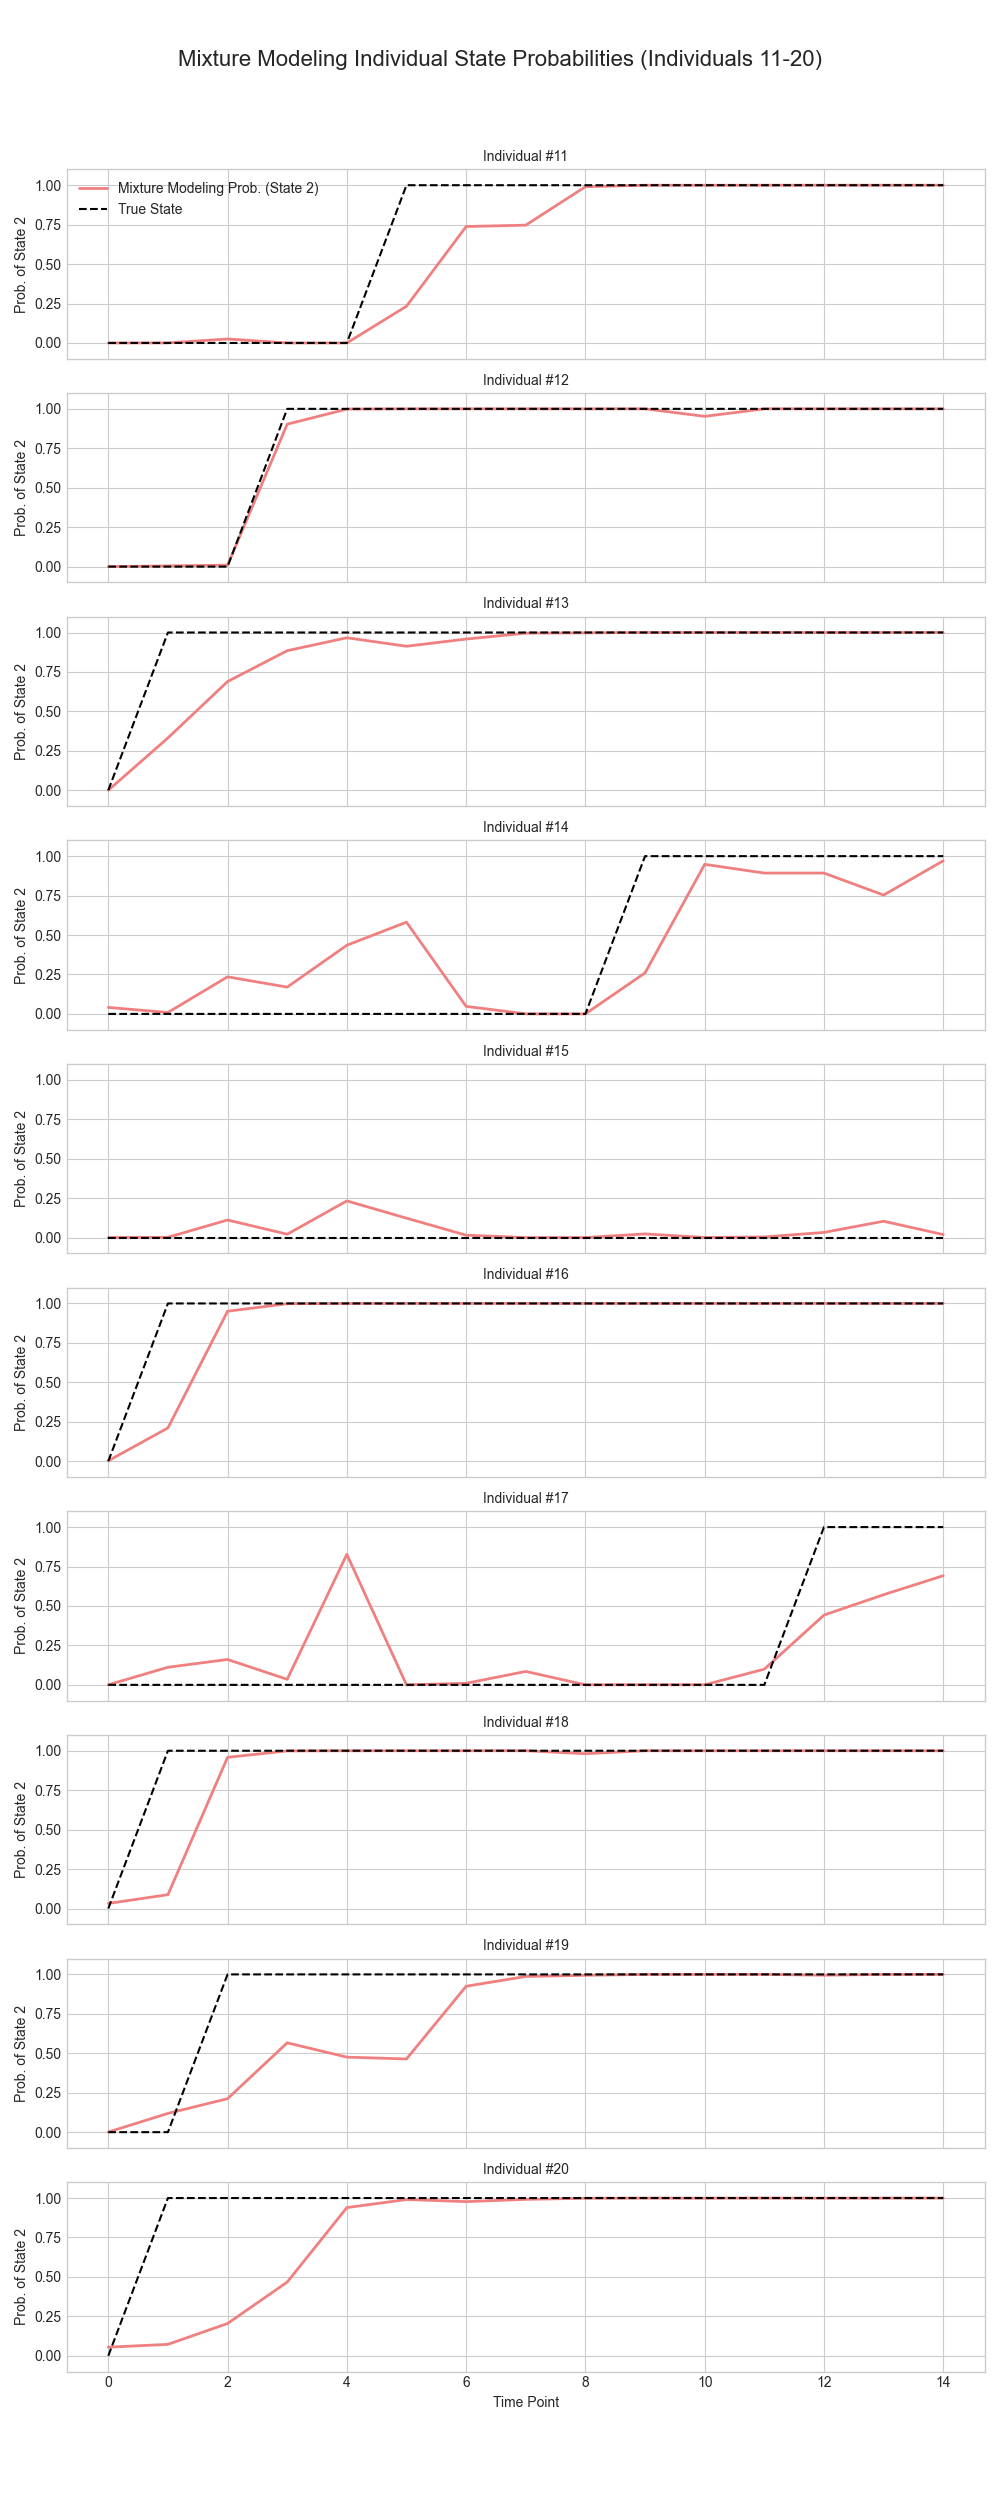 Mixture Modeling Individual State Probabilities (Individuals 11-20)
Individual #11
Mixture Modeling Prob. (State 2)
True State
Prob. of State 2
1.00
0.75
0.50
0.25
0.00
Individual #12
Prob. of State 2
1.00
0.75
0.50
0.25
0.00
Individual #13
Prob. of State 2
1.00
0.75
0.50
0.25
0.00
Individual #14
Prob. of State 2
1.00
0.75
0.50
0.25
0.00
Individual #15
Prob. of State 2
1.00
0.75
0.50
0.25
0.00
Individual #16
Prob. of State 2
1.00
0.75
0.50
0.25
0.00
Individual #17
Prob. of State 2
1.00
0.75
0.50
0.25
0.00
Individual #18
Prob. of State 2
1.00
0.75
0.50
0.25
0.00
Individual #19
Prob. of State 2
1.00
0.75
0.50
0.25
0.00
Individual #20
Prob. of State 2
1.00
0.75
0.50
0.25
0.00
0 2 4 6 8 10 12 14
Time Point